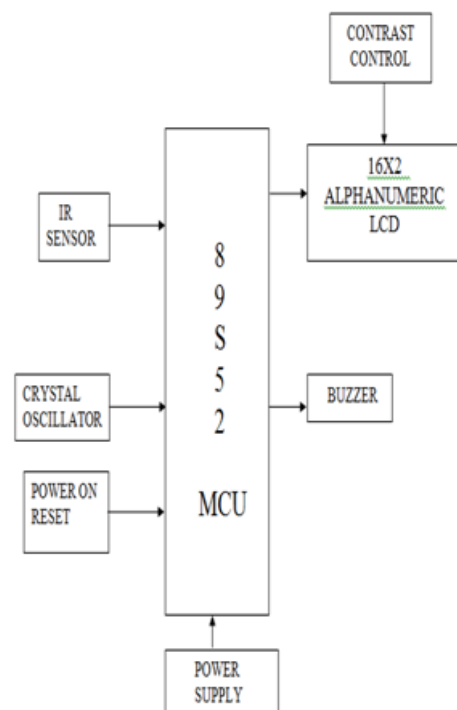 CONTRAST
CONTROL
16X2
ALPHANUMERIC
LCD
IR
SENSOR
8
9
S
5
2
MCU
CRYSTAL
OSCILLATOR
BUZZER
POWER ON
RESET
POWER
SUPPLY